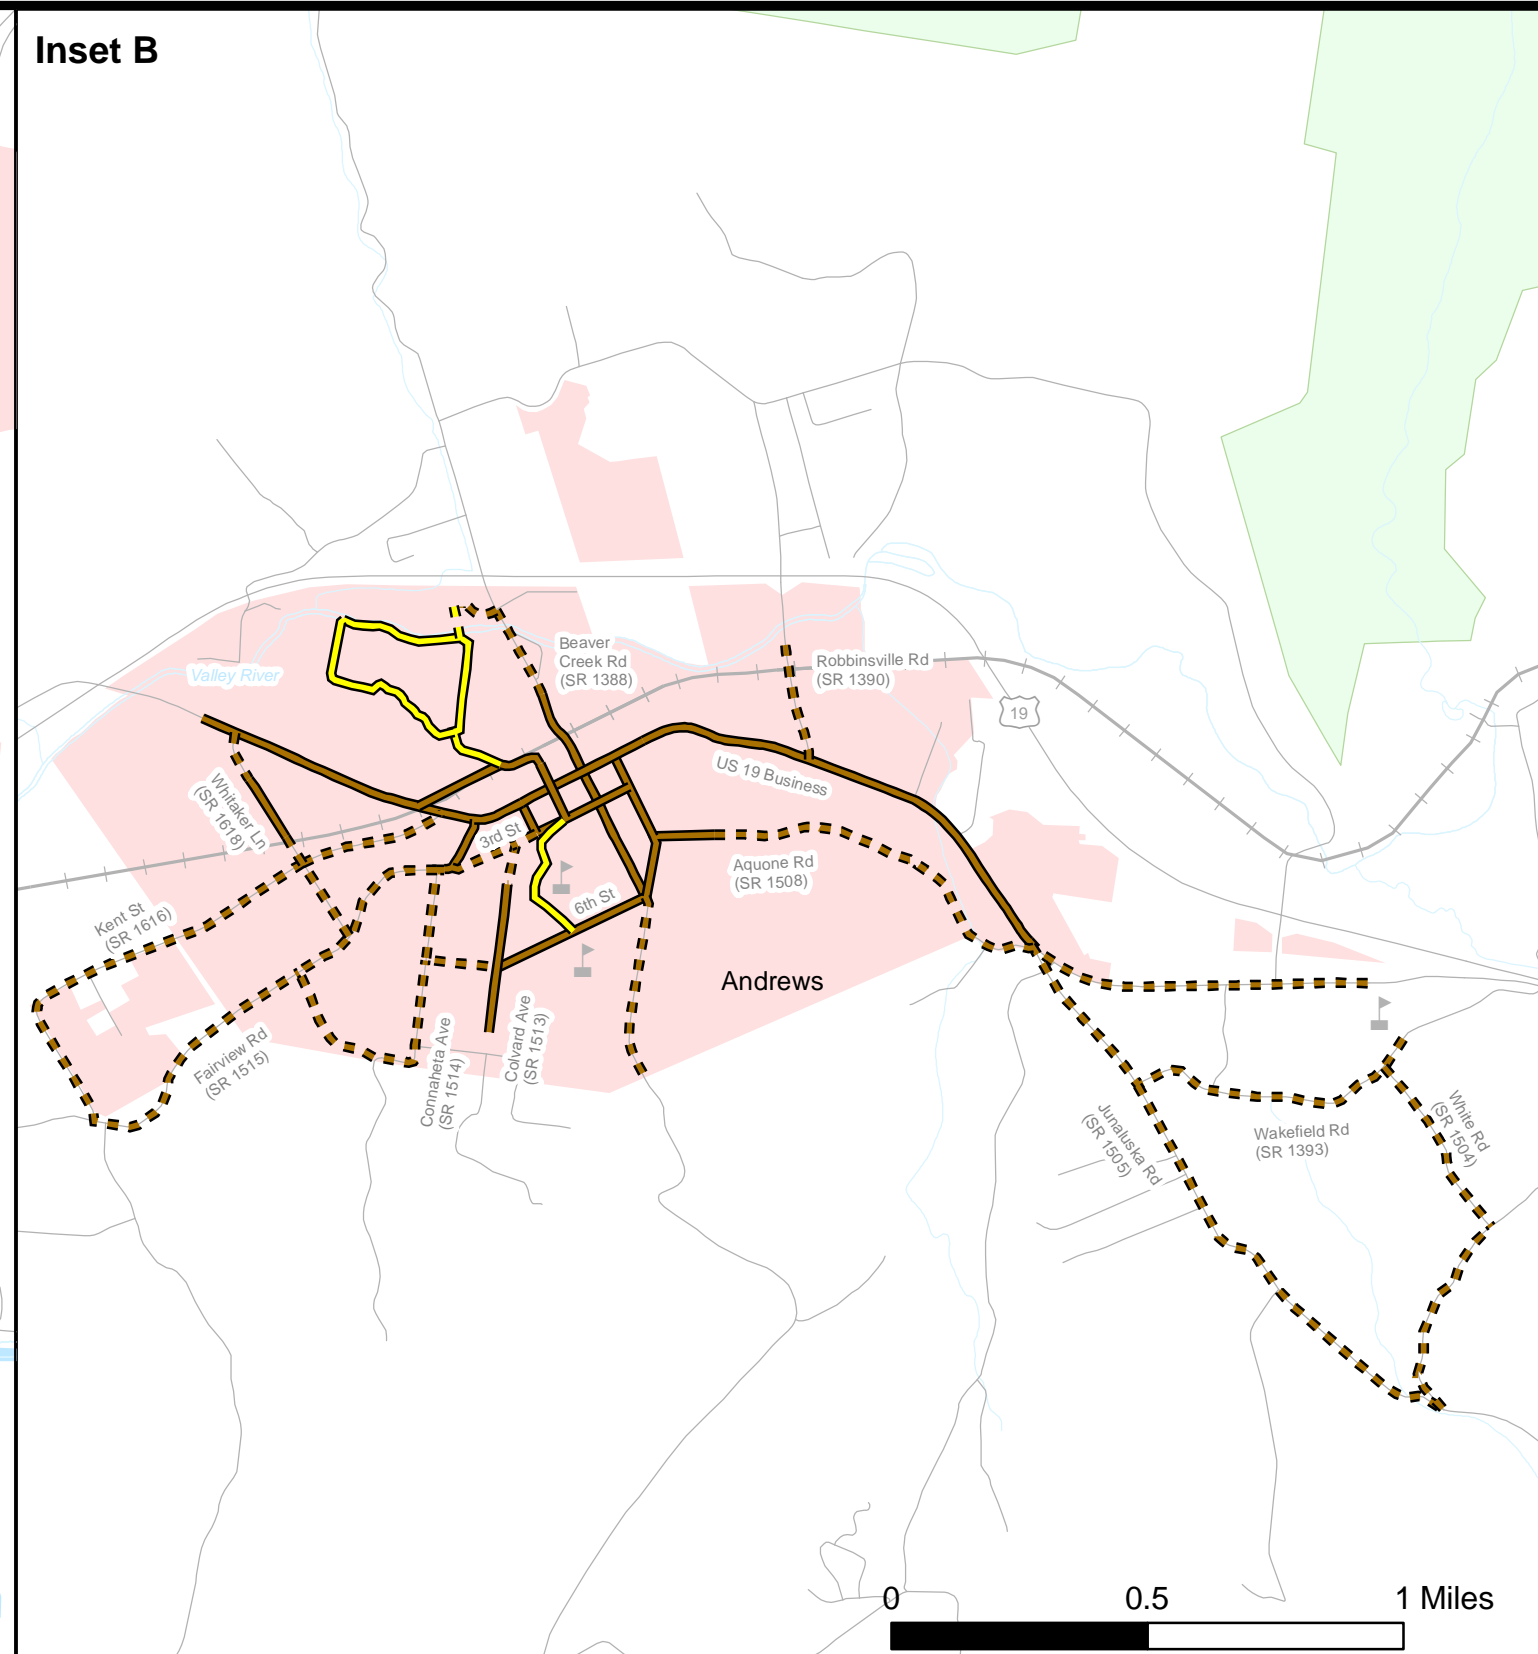 Inset B
Beaver
Creek Rd
(SR 1388)
Robbinsville Rd
(SR 1390)
Valley River
19
US 19 Business
Whitaker Ln
(SR 1618)
3rd St
Aquone Rd
(SR 1508)
6th St
Kent St
(SR 1616)
Andrews
Fairview Rd
(SR 1515)
Connaheta Ave
(SR 1514)
Colvard Ave
(SR 1513)
Junaluska Rd
(SR 1505)
Wakefield Rd
(SR 1393)
White Rd
(SR 1504)
0 0.5 1 Miles